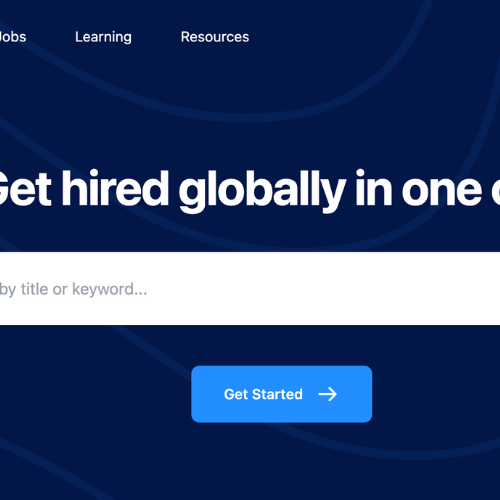 Jobs Learning Resources
Get hired globally in one
by title or keyword...
Get Started